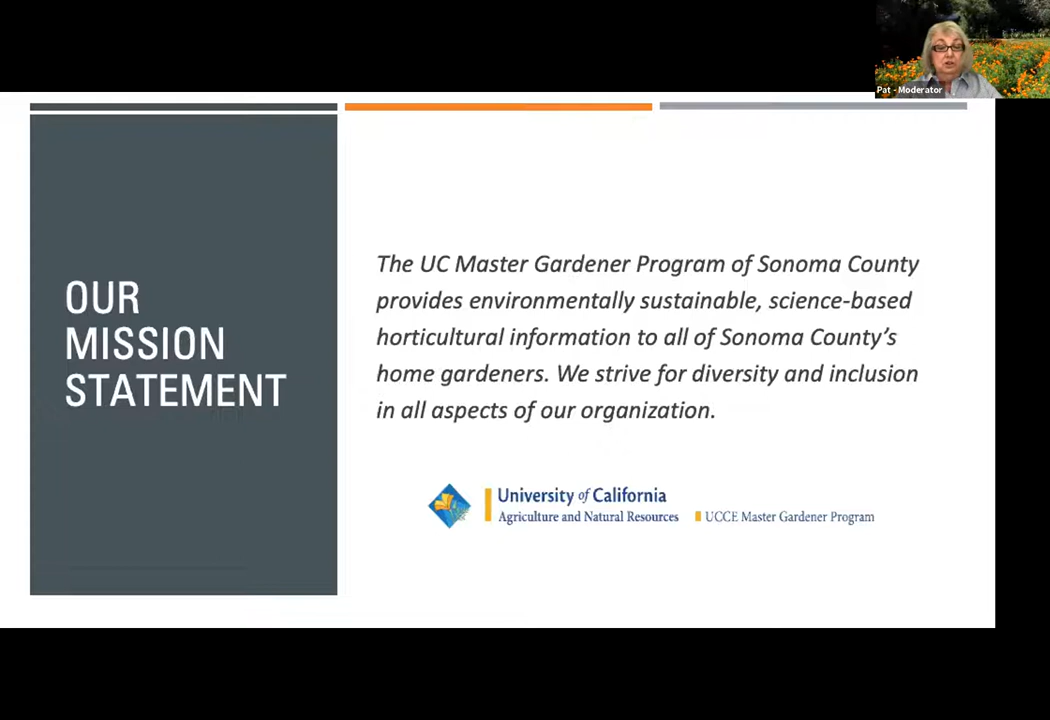 Pat - Moderator
OUR
MISSION
STATEMENT
The UC Master Gardener Program of Sonoma County
provides environmentally sustainable, science-based
horticultural information to all of Sonoma County’s
home gardeners. We strive for diversity and inclusion
in all aspects of our organization.
University of California
Agriculture and Natural Resources
UCCE Master Gardener Program